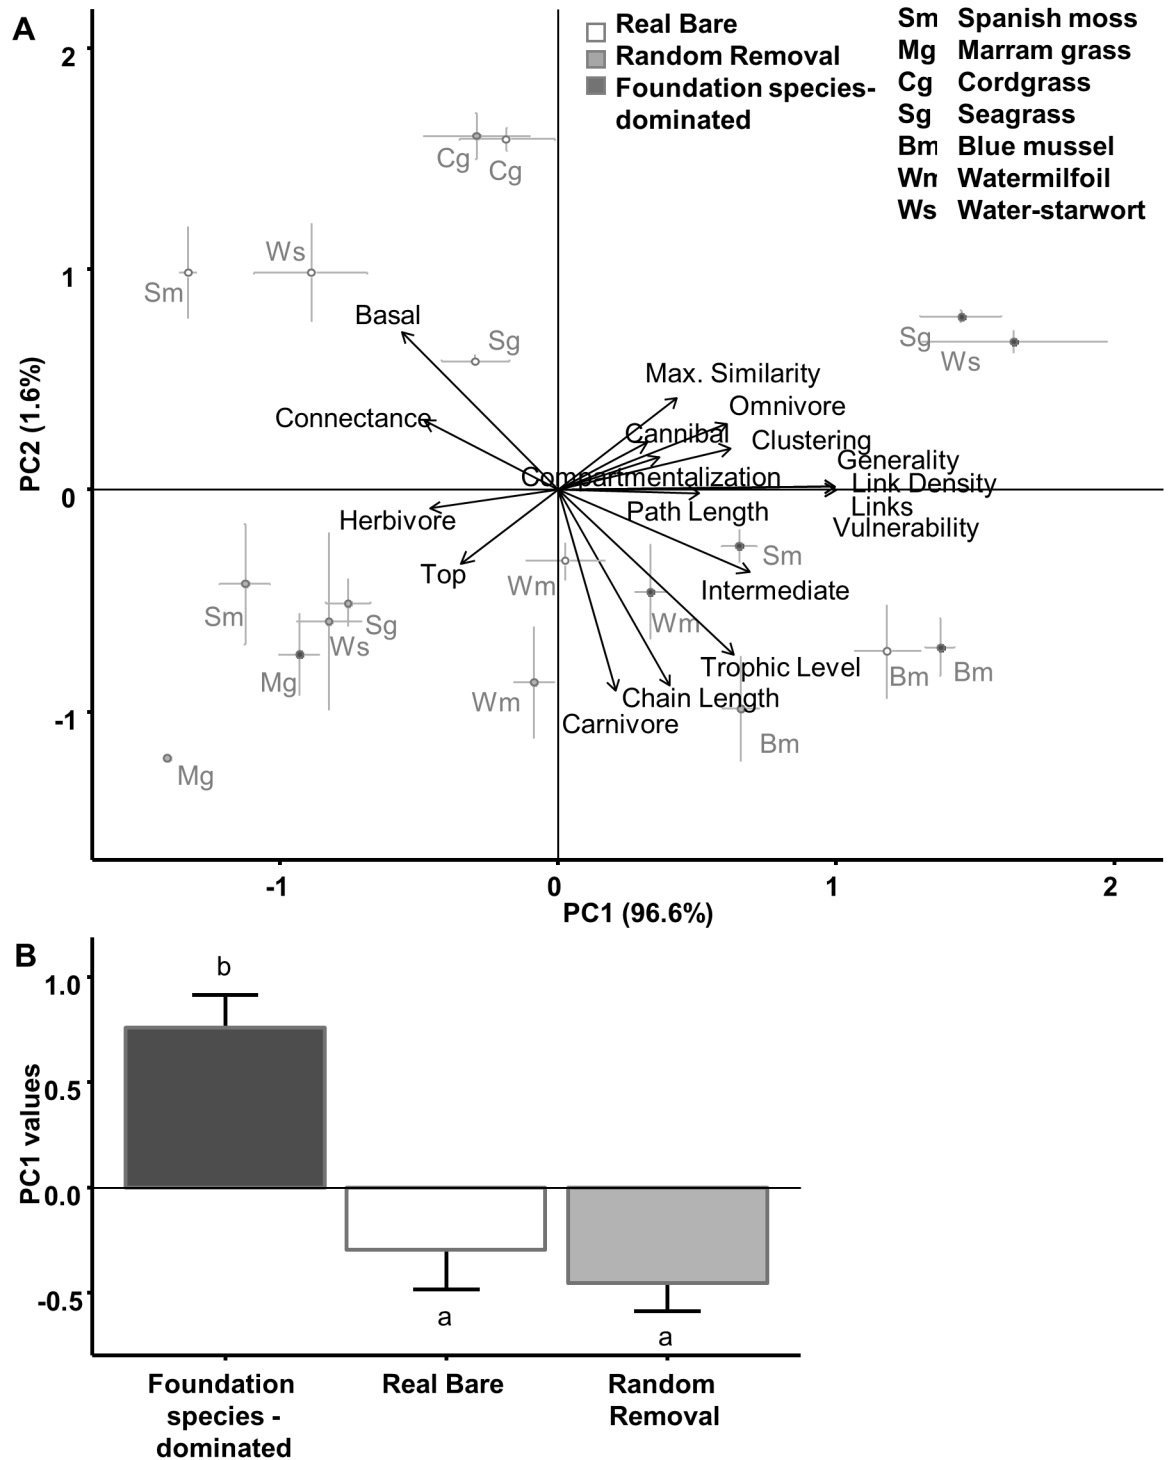 A
Real Bare
Random Removal
Foundation species-
dominated
Sm Spanish moss
Mg Marram grass
Cg Cordgrass
Sg Seagrass
Bm Blue mussel
Wm Watermilfoil
Ws Water-starwort
2
1
0
-1
PC2 (1.6%)
Cg
Cg
Ws
Sm
Basal
Sg
Sg
Ws
Max. Similarity
Omnivore
Connectance
Cannibal
Clustering
Generality
Compartmentalization
Link Density
Links
Path Length
Herbivore
Vulnerability
Sm
Top
Wm
Intermediate
Sm
Sg
Wm
Ws
Trophic Level
Mg
Bm
Bm
Wm
Chain Length
Carnivore
Bm
Mg
-1
0
1
2
PC1 (96.6%)
B
1.0
0.5
0.0
-0.5
PC1 values
b
a
a
Foundation
species -
dominated
Real Bare
Random
Removal